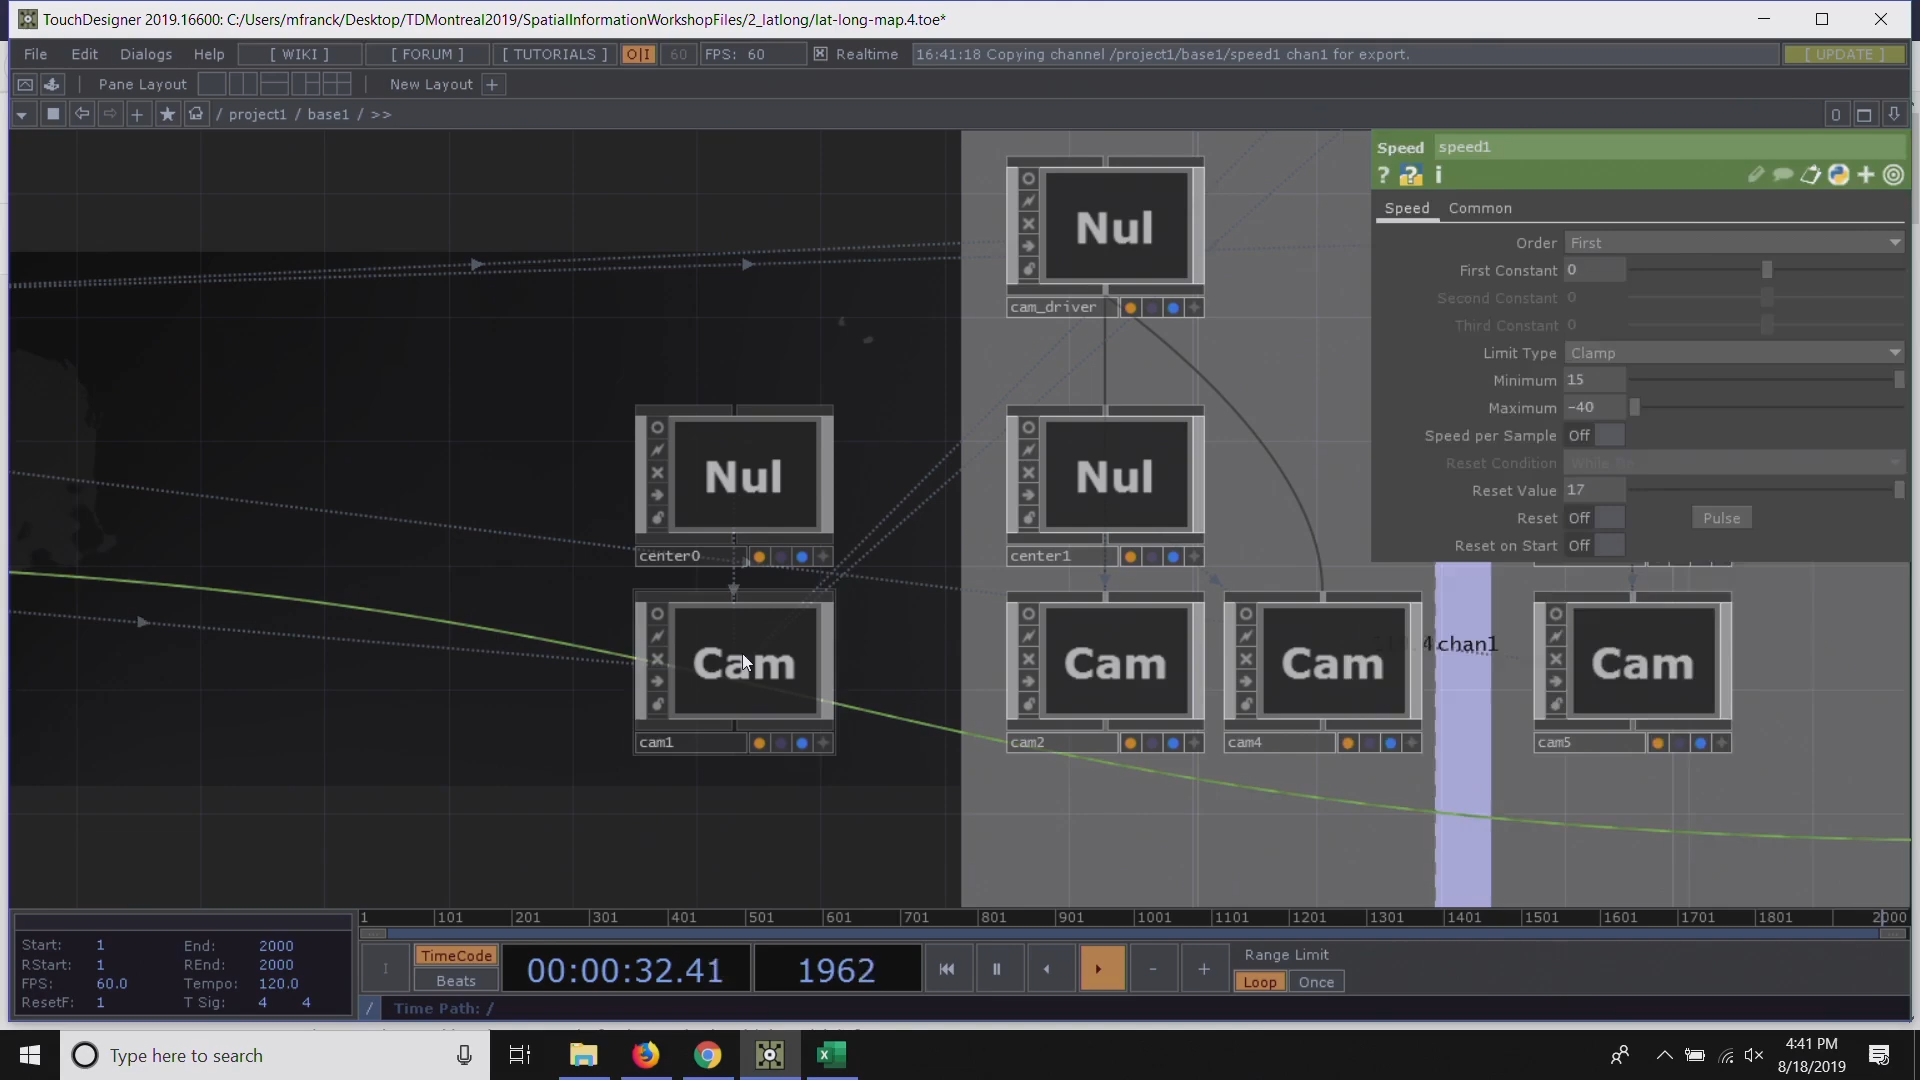 TouchDesigner 2019.16600: C:/Users/mfranck/Desktop/TDMontreal2019/SpatialInformationWorkshopFiles/2_latlong/lat-long-map.4.toe*
File Edit Dialogs Help [ WIKI ] [ FORUM ] [ TUTORIALS ] O|I 60 FPS: 60 Realtime 16:41:18 Copying channel /project1/base1/speed1 chan1 for export. [ UPDATE ]
Pane Layout New Layout +
/ project1 / base1 / >> 0
Speed speed1
? ? i
Speed Common
Order First
First Constant 0
Second Constant 0
Third Constant 0
Limit Type Clamp
Minimum 15
Maximum -40
Speed per Sample Off
Reset Condition
Reset Value 17
Reset Off Pulse
Reset on Start Off
Nul
cam_driver
Nul
center0
Nul
center1
Cam
cam1
Cam
cam2
Cam
cam4
chan1
Cam
cam5
1 101 201 301 401 501 601 701 801 901 1001 1101 1201 1301 1401 1501 1601 1701 1801 2000
Start: 1 End: 2000
RStart: 1 REnd: 2000
FPS: 60.0 Tempo: 120.0
ResetF: 1 T Sig: 4 4
I TimeCode Beats 00:00:32.41 1962 - + Range Limit
Loop Once
/ Time Path: /
Type here to search
4:41 PM
8/18/2019